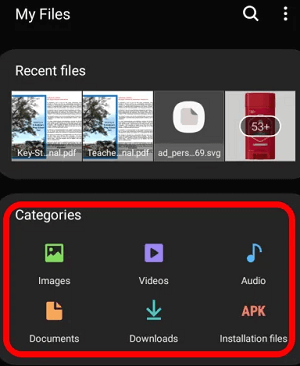 My Files
Recent files
Key-St...nal.pdf
Teache...nal.pdf
ad_pers...69.svg
53+
Categories
Images
Videos
Audio
APK
Documents
Downloads
Installation files